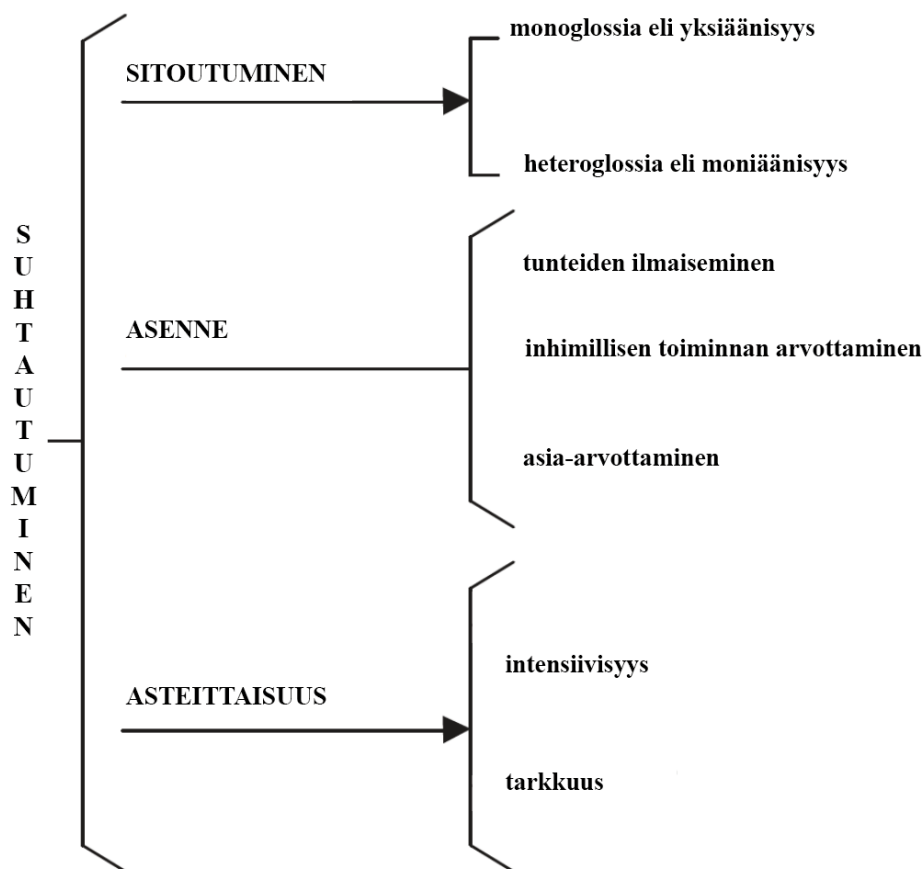 SUHTAUTUMINEN
SITOUTUMINEN
monoglossia eli yksiäänisyys
heteroglossia eli moniäänisyys
ASENNE
tunteiden ilmaiseminen
inhimillisen toiminnan arvottaminen
asia-arvottaminen
ASTEITTAISUUS
intensiivisyys
tarkkuus